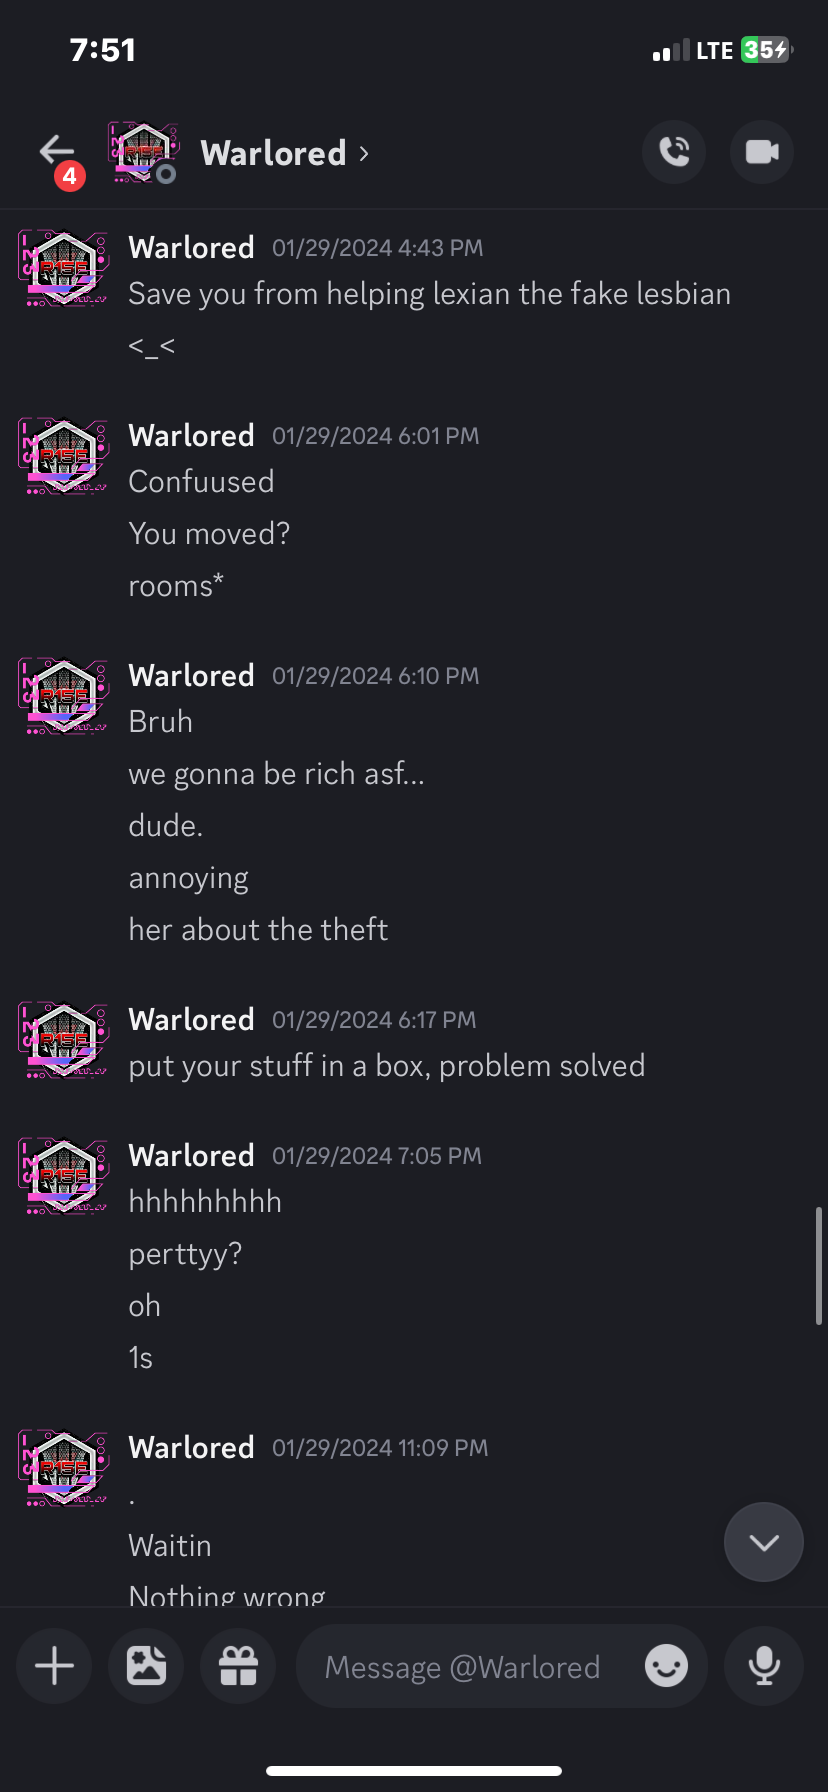 7:51
LTE 35
4
Warlored
Warlored 01/29/2024 4:43 PM
Save you from helping lexian the fake lesbian
<_<
Warlored 01/29/2024 6:01 PM
Confuused
You moved?
rooms*
Warlored 01/29/2024 6:10 PM
Bruh
we gonna be rich asf...
dude.
annoying
her about the theft
Warlored 01/29/2024 6:17 PM
put your stuff in a box, problem solved
Warlored 01/29/2024 7:05 PM
hhhhhhhhh
perttyy?
oh
1s
Warlored 01/29/2024 11:09 PM
.
Waitin
Nothing wrong
Message @Warlored